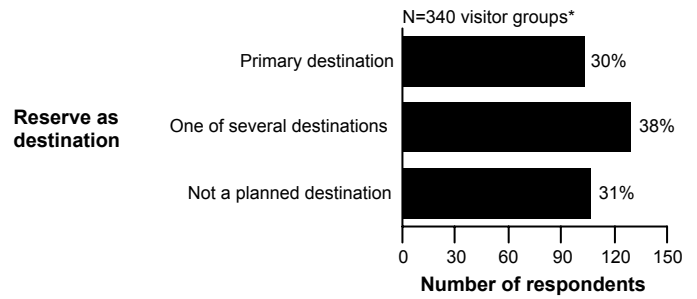 N=340 visitor groups*
Primary destination 30%
Reserve as
destination
One of several destinations 38%
Not a planned destination 31%
0 30 60 90 120 150
Number of respondents